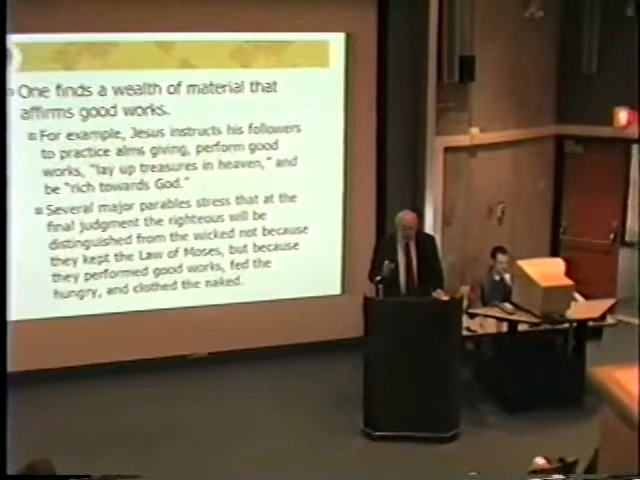 One finds a wealth of material that
affirms good works.
For example, Jesus instructs his followers
to practice alms giving, perform good
works, "lay up treasures in heaven," and
be "rich towards God."
Several major parables stress that at the
final judgment the righteous will be
distinguished from the wicked not because
they kept the Law of Moses, but because
they performed good works, fed the
hungry, and clothed the naked.